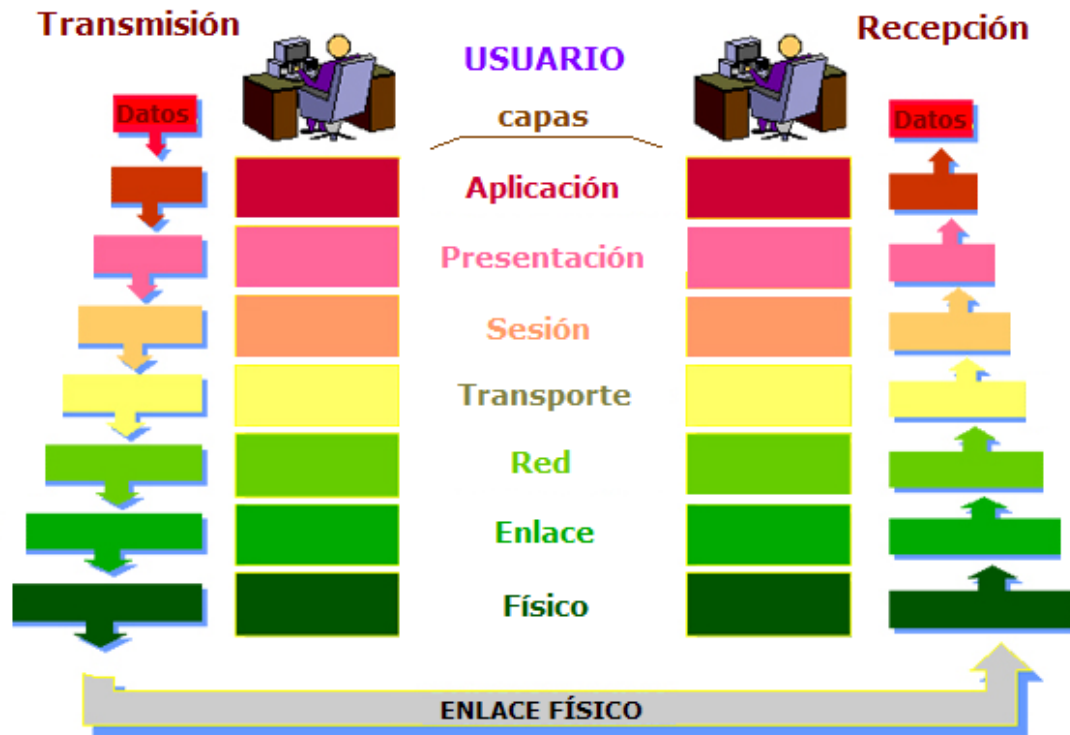 Transmisión
Recepción
USUARIO
capas
Datos
Datos
Aplicación
Presentación
Sesión
Transporte
Red
Enlace
Físico
ENLACE FÍSICO